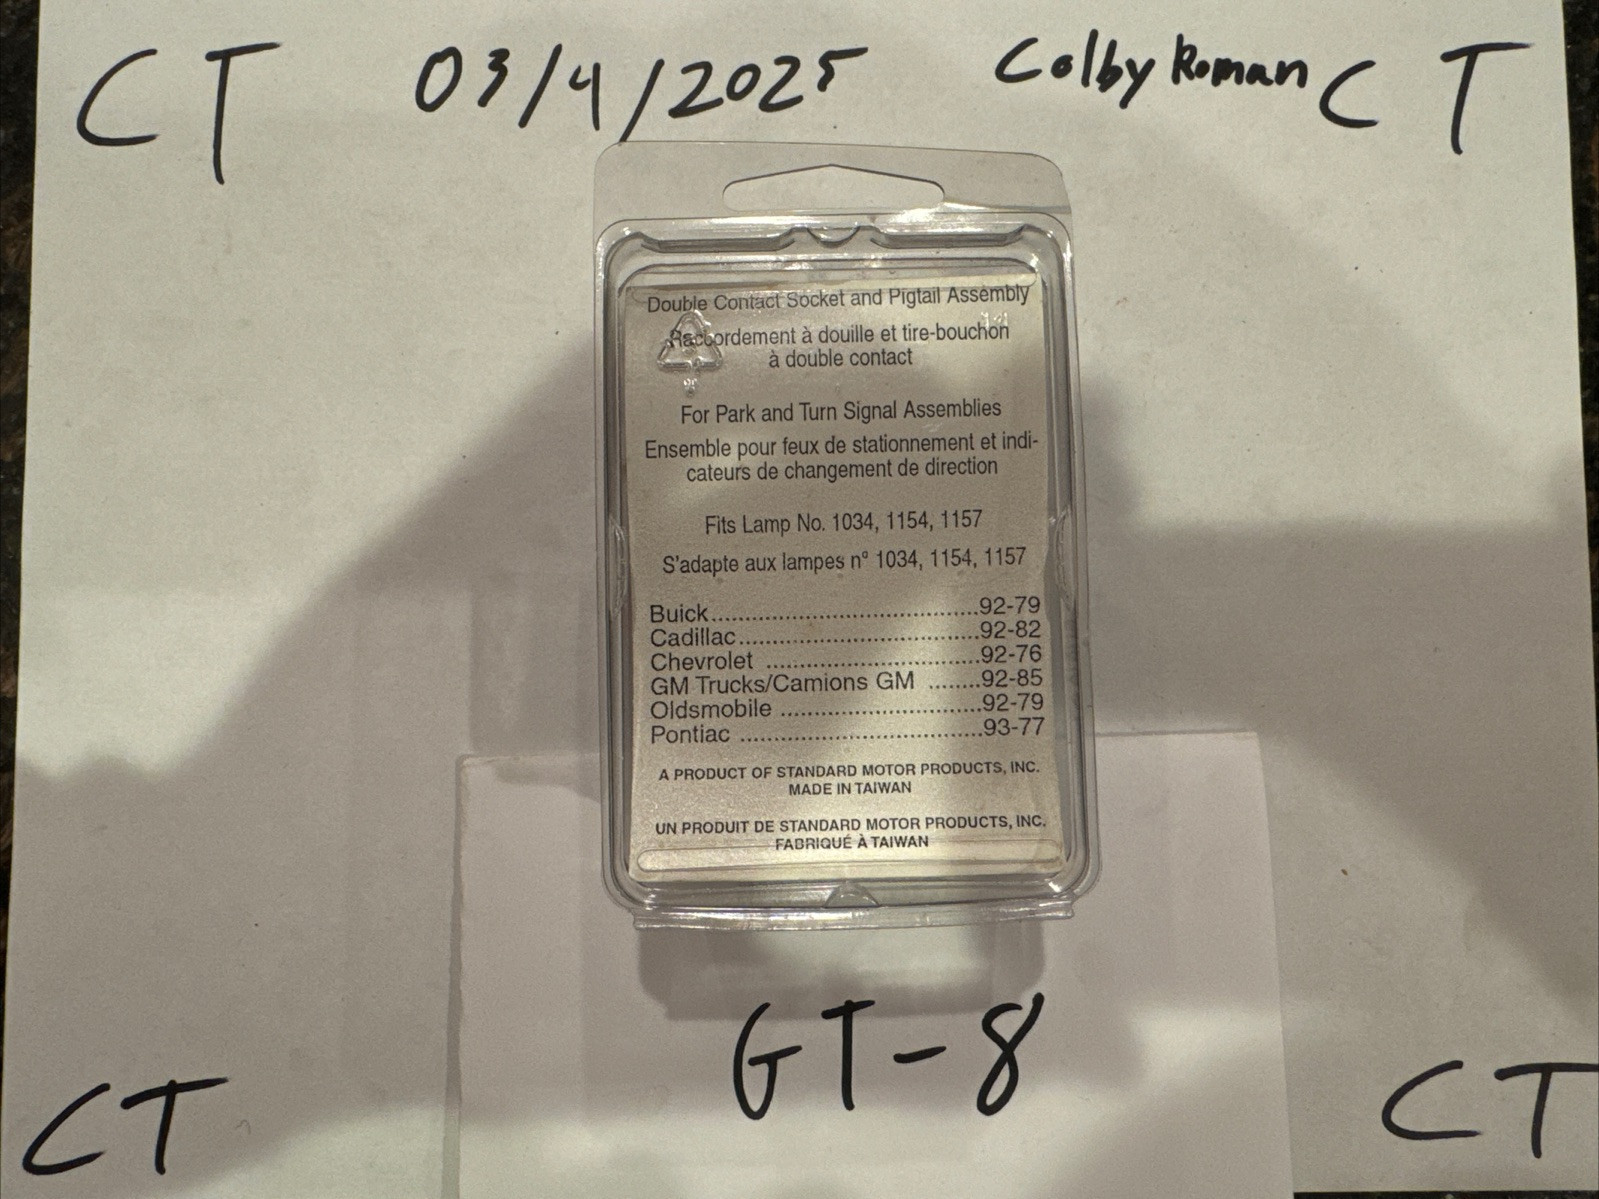 CT 03/4/2025 Colby Roman CT
Double Contact Socket and Pigtail Assembly
Raccordement à douille et tire-bouchon
à double contact
For Park and Turn Signal Assemblies
Ensemble pour feux de stationnement et indi-
cateurs de changement de direction
Fits Lamp No. 1034, 1154, 1157
S'adapte aux lampes nº 1034, 1154, 1157
Buick..................................92-79
Cadillac..............................92-82
Chevrolet ...........................92-76
GM Trucks/Camions GM ........92-85
Oldsmobile .........................92-79
Pontiac ..............................93-77
A PRODUCT OF STANDARD MOTOR PRODUCTS, INC.
MADE IN TAIWAN
UN PRODUIT DE STANDARD MOTOR PRODUCTS, INC.
FABRIQUÉ À TAIWAN
GT-8
CT CT